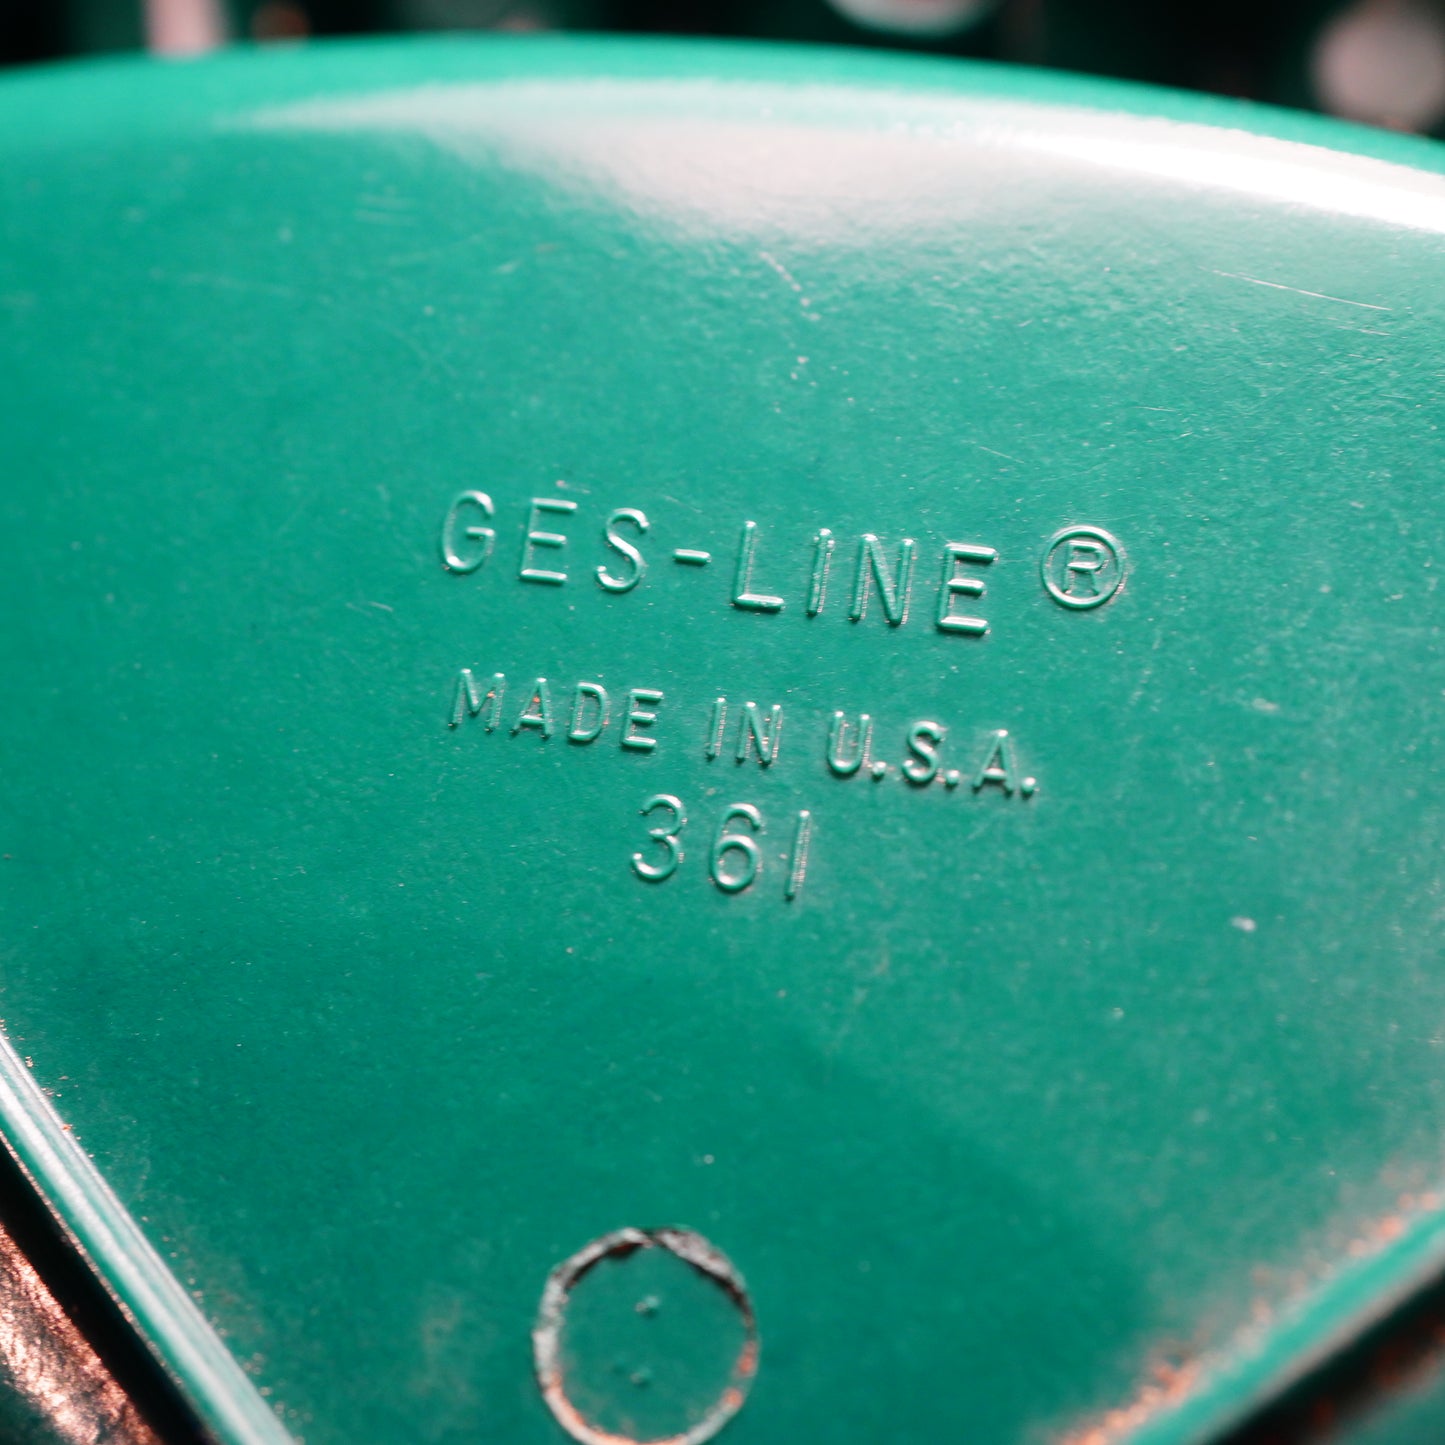 GES-LINE ®
MADE IN U.S.A.
361